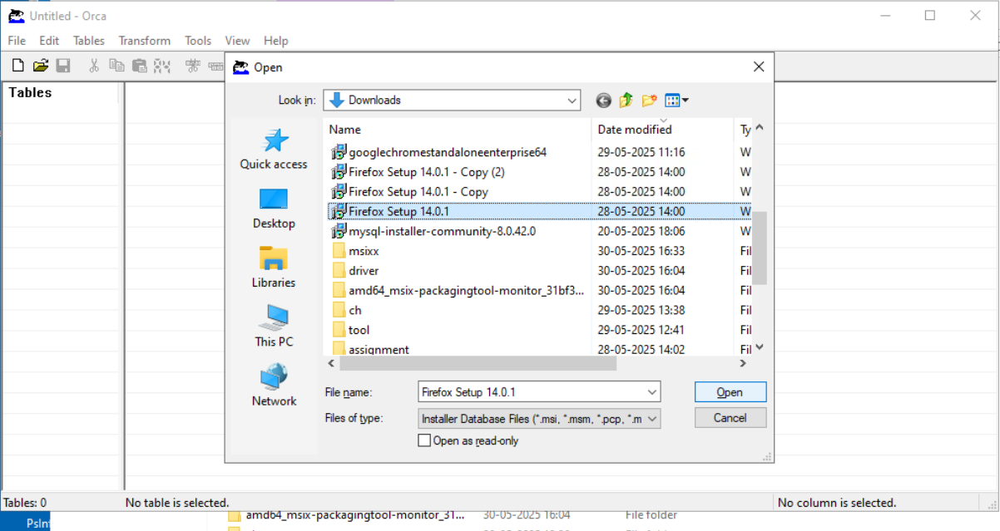 Untitled - Orca
File Edit Tables Transform Tools View Help
Open
Tables
Look in: Downloads
Name Date modified Ty
googlechromestandaloneenterprise64 29-05-2025 11:16 W
Firefox Setup 14.0.1 - Copy (2) 28-05-2025 14:00 W
Firefox Setup 14.0.1 - Copy 28-05-2025 14:00 W
Firefox Setup 14.0.1 28-05-2025 14:00 W
mysql-installer-community-8.0.42.0 20-05-2025 18:06 W
msixx 30-05-2025 16:33 Fil
driver 30-05-2025 16:04 Fil
amd64_msix-packagingtool-monitor_31bf3... 30-05-2025 16:04 Fil
ch 29-05-2025 13:38 Fil
tool 29-05-2025 12:41 Fil
assignment 28-05-2025 14:02 Fil
Quick access
Desktop
Libraries
This PC
Network
File name: Firefox Setup 14.0.1 Open
Files of type: Installer Database Files (*.msi, *.msm, *.pcp, *.m Cancel
Open as read-only
Tables: 0 No table is selected. No column is selected.
amd64_msix-packagingtool-monitor_31... 30-05-2025 16:04 File folder